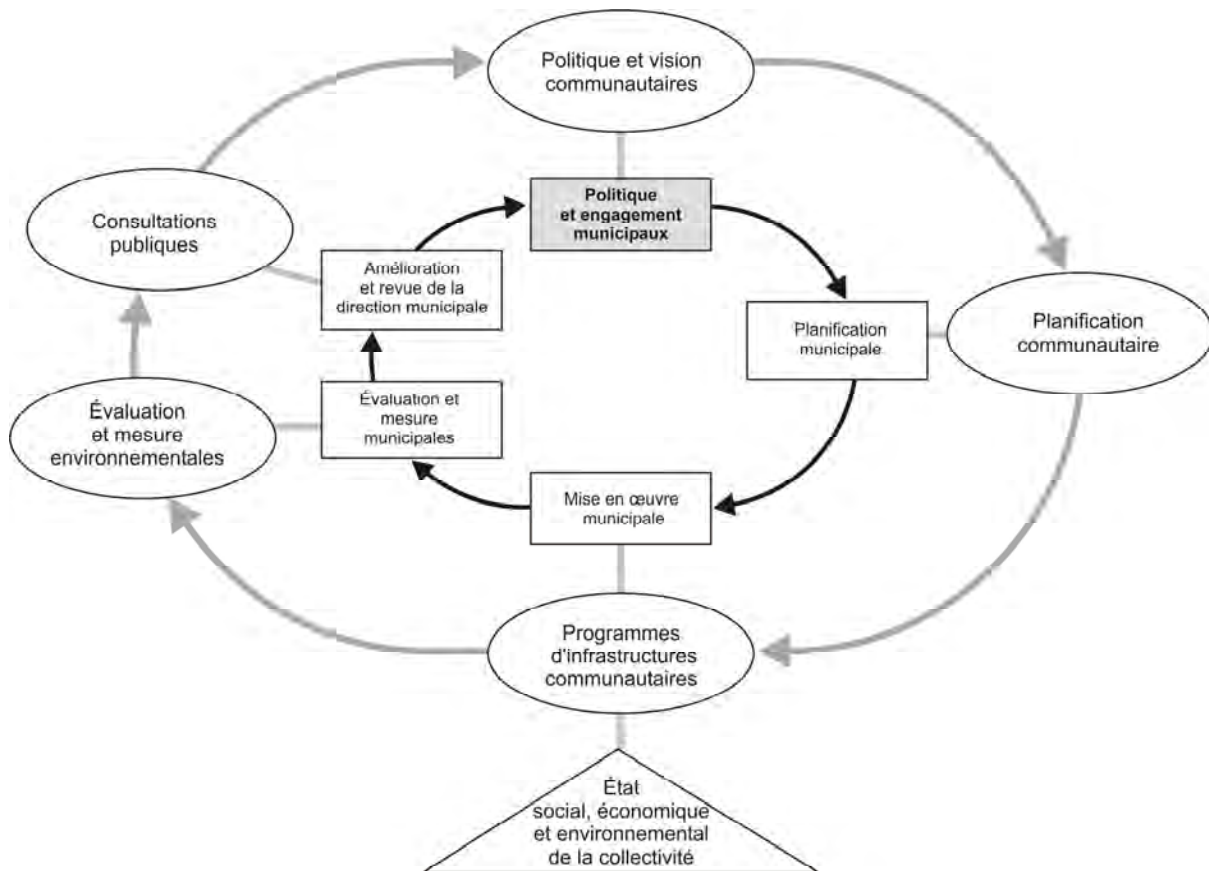 Politique et vision
communautaires
Politique
et engagement
municipaux
Consultations
publiques
Amélioration
et revue de la
direction municipale
Planification
municipale
Planification
communautaire
Évaluation
et mesure
environnementales
Évaluation et
mesure
municipales
Mise en œuvre
municipale
Programmes
d'infrastructures
communautaires
État
social, économique
et environnemental
de la collectivité